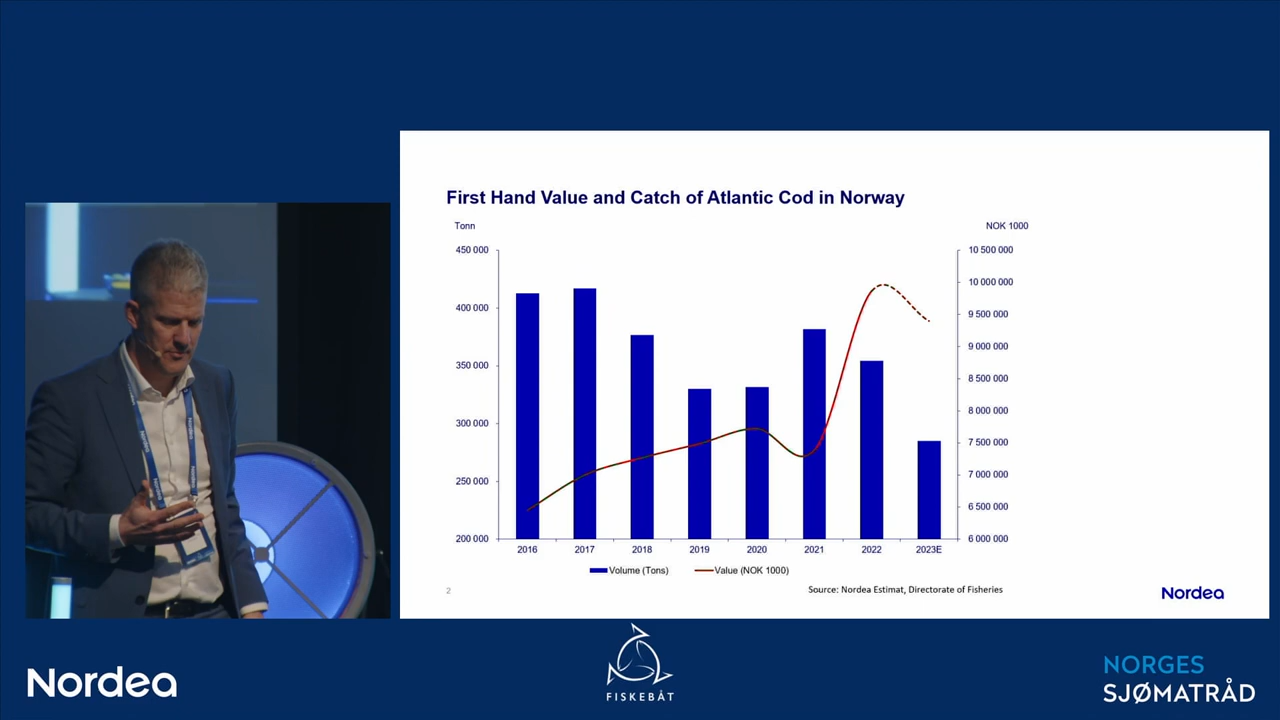 First Hand Value and Catch of Atlantic Cod in Norway
Tonn
NOK 1000
450 000
400 000
350 000
300 000
250 000
200 000
10 500 000
10 000 000
9 500 000
9 000 000
8 500 000
8 000 000
7 500 000
7 000 000
6 500 000
6 000 000
2016 2017 2018 2019 2020 2021 2022 2023E
Volume (Tons) Value (NOK 1000)
2
Source: Nordea Estimat, Directorate of Fisheries
Nordea
Nordea
FISKEBÅT
NORGES
SJØMATRÅD